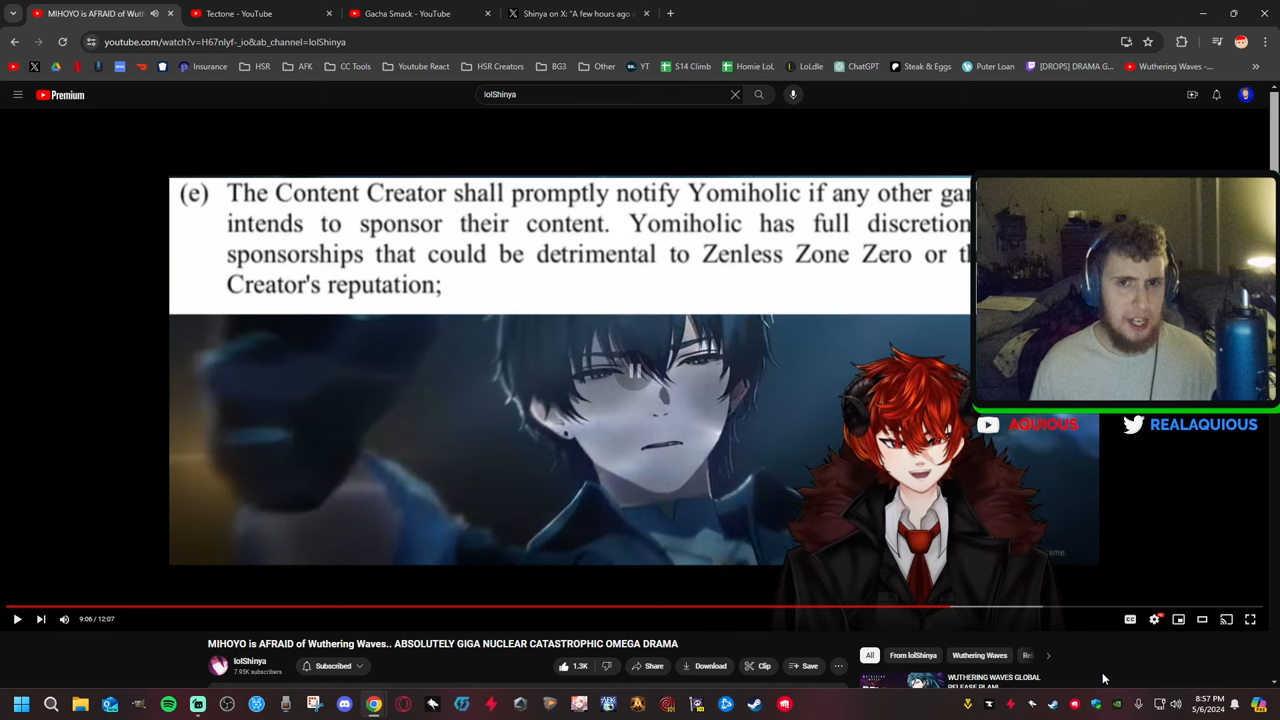 MIHOYO is AFRAID of Wuth
Tectone - YouTube
Gacha Smack - YouTube
Shinya on X: "A few hours ago
youtube.com/watch?v=H67nlyf-_io&ab_channel=lolShinya
Insurance
HSR
AFK
CC Tools
Youtube React
HSR Creators
BG3
Other
YT
S14 Climb
Homie LoL
LoLdle
ChatGPT
Steak & Eggs
Puter Loan
[DROPS] DRAMA G...
Wuthering Waves -...
Premium
lolShinya
(e) The Content Creator shall promptly notify Yomiholic if any other
intends to sponsor their content. Yomiholic has full discretion
sponsorships that could be detrimental to Zenless Zone Zero or
Creator's reputation;
AQUIOUS
REALAQUIOUS
9:06 / 12:07
MIHOYO is AFRAID of Wuthering Waves.. ABSOLUTELY GIGA NUCLEAR CATASTROPHIC OMEGA DRAMA
lolShinya
7.95K subscribers
Subscribed
1.3K
Share
Download
Clip
Save
All
From lolShinya
Wuthering Waves
WUTHERING WAVES GLOBAL
RELEASE PLAN!
8:57 PM
5/6/2024